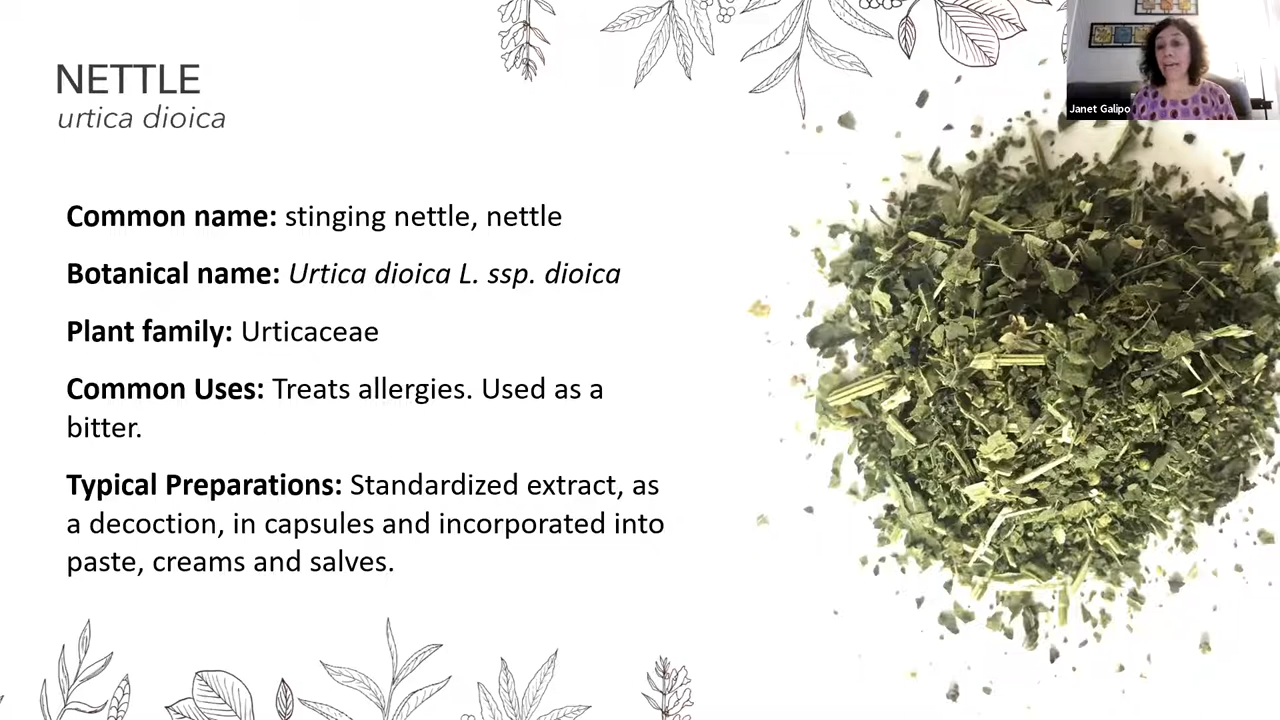 NETTLE
urtica dioica
Janet Galipo
Common name: stinging nettle, nettle
Botanical name: Urtica dioica L. ssp. dioica
Plant family: Urticaceae
Common Uses: Treats allergies. Used as a
bitter.
Typical Preparations: Standardized extract, as
a decoction, in capsules and incorporated into
paste, creams and salves.